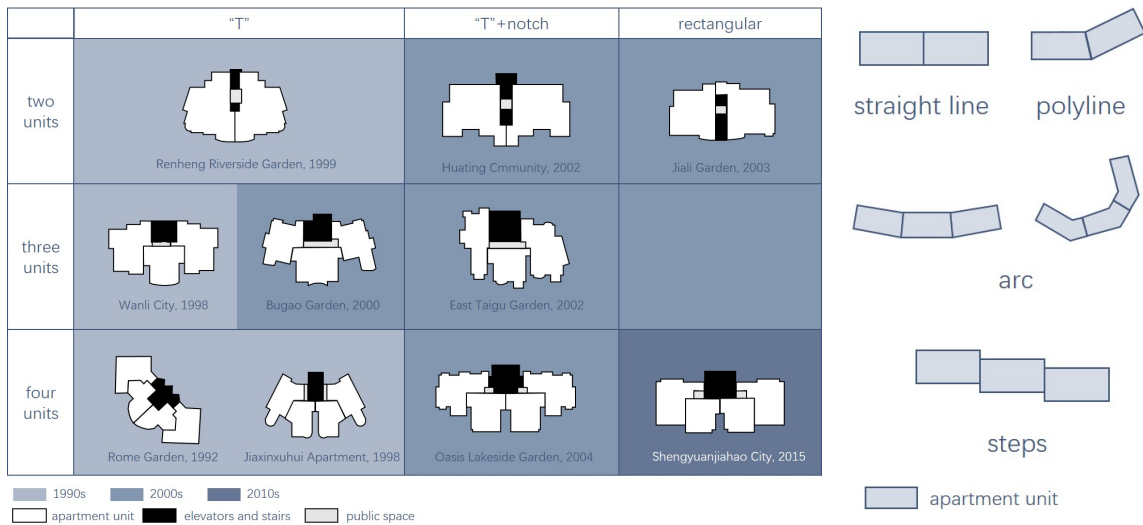 “T”
“T”+notch
rectangular
two
units
Renheng Riverside Garden, 1999
Huating Cmmunity, 2002
Jiali Garden, 2003
three
units
Wanli City, 1998
Bugao Garden, 2000
East Taigu Garden, 2002
four
units
Rome Garden, 1992
Jiaxinxuhui Apartment, 1998
Oasis Lakeside Garden, 2004
Shengyuanjiahao City, 2015
1990s
2000s
2010s
apartment unit
elevators and stairs
public space
straight line
polyline
arc
steps
apartment unit